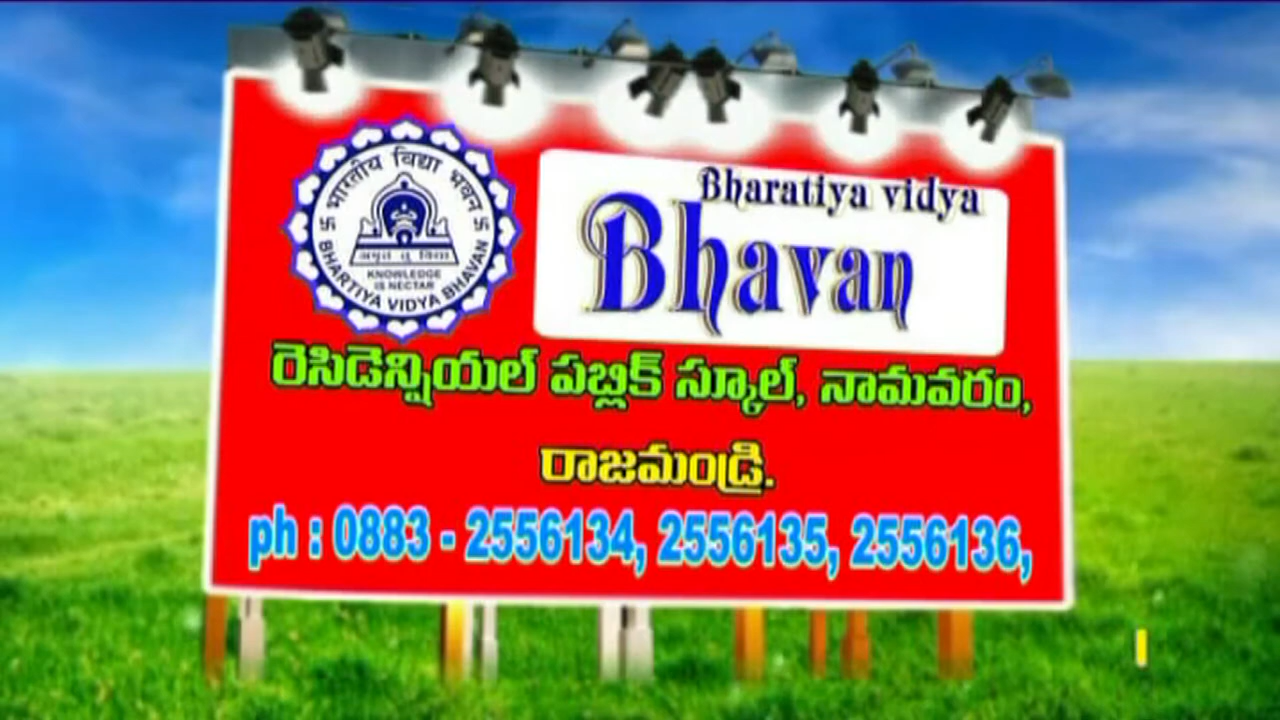 भारतीय विद्या भवन
अमृतं तु विद्या
KNOWLEDGE
IS NECTAR
BHARTIYA VIDYA BHAVAN
Bharatiya vidya
Bhavan
రెసిడెన్షియల్ పబ్లిక్ స్కూల్, నామవరం,
రాజమండ్రి.
ph : 0883 - 2556134, 2556135, 2556136,